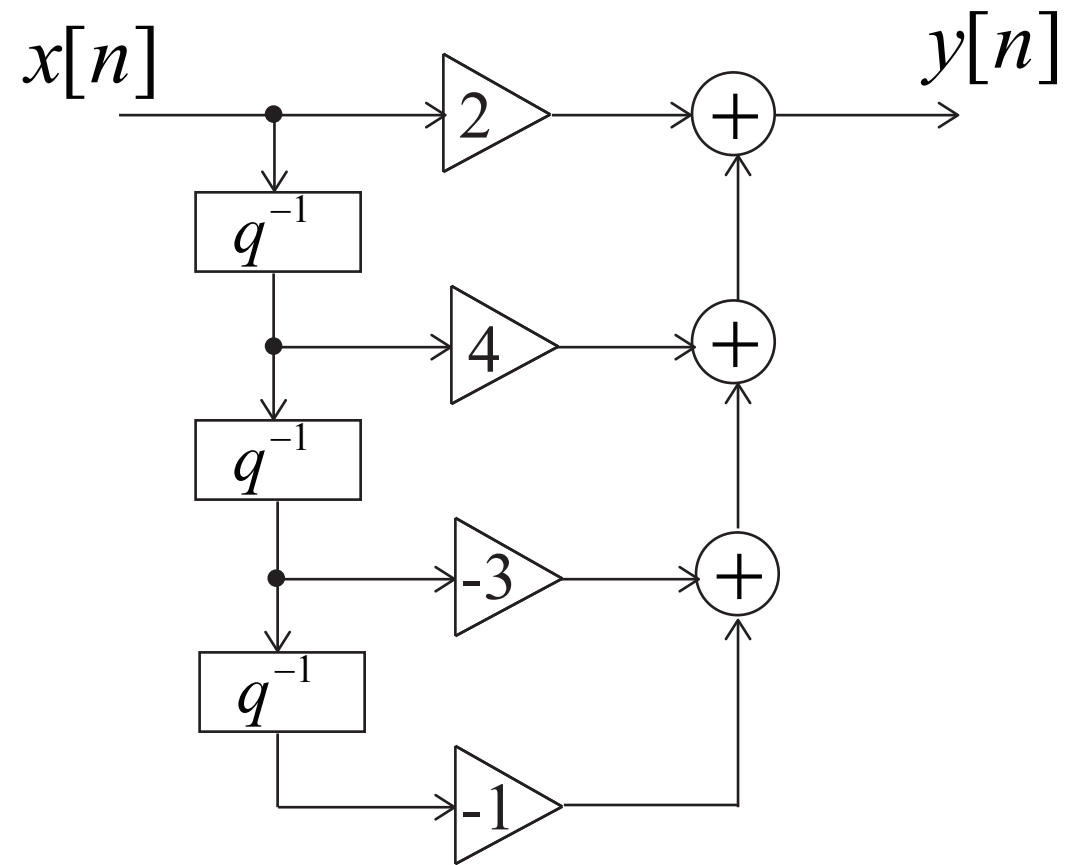 x[n] 2 + y[n]
q⁻¹
4 +
q⁻¹
-3 +
q⁻¹
-1